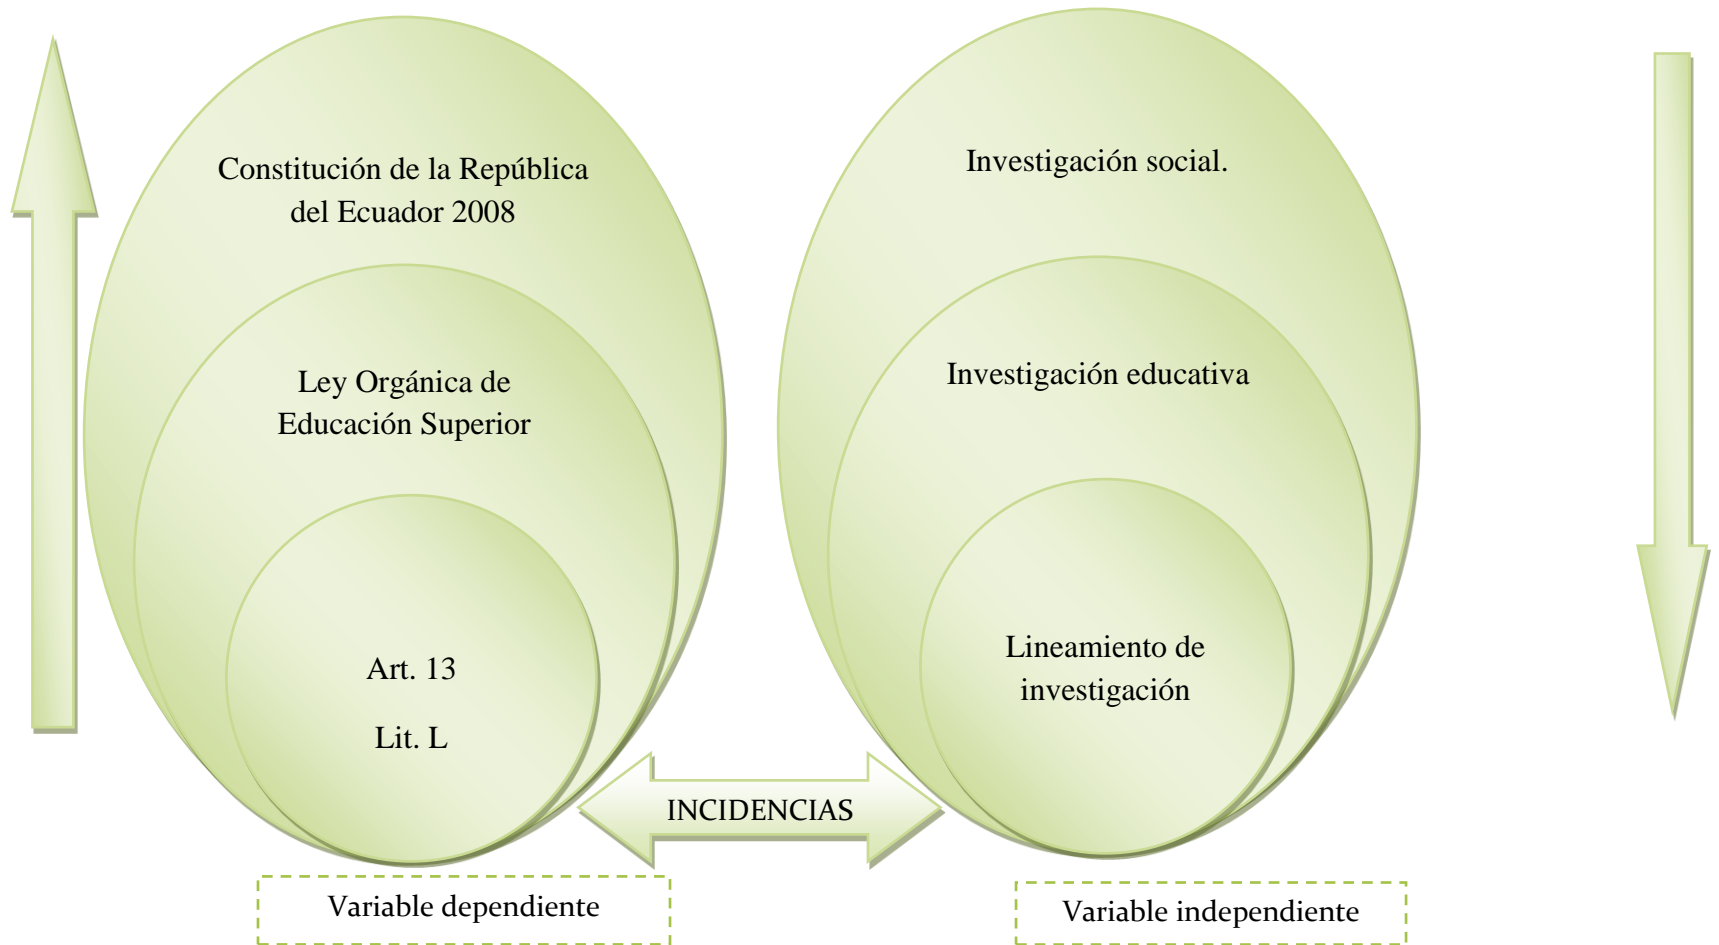 Constitución de la República
del Ecuador 2008
Ley Orgánica de
Educación Superior
Art. 13
Lit. L
Investigación social.
Investigación educativa
Lineamiento de
investigación
INCIDENCIAS
Variable dependiente
Variable independiente